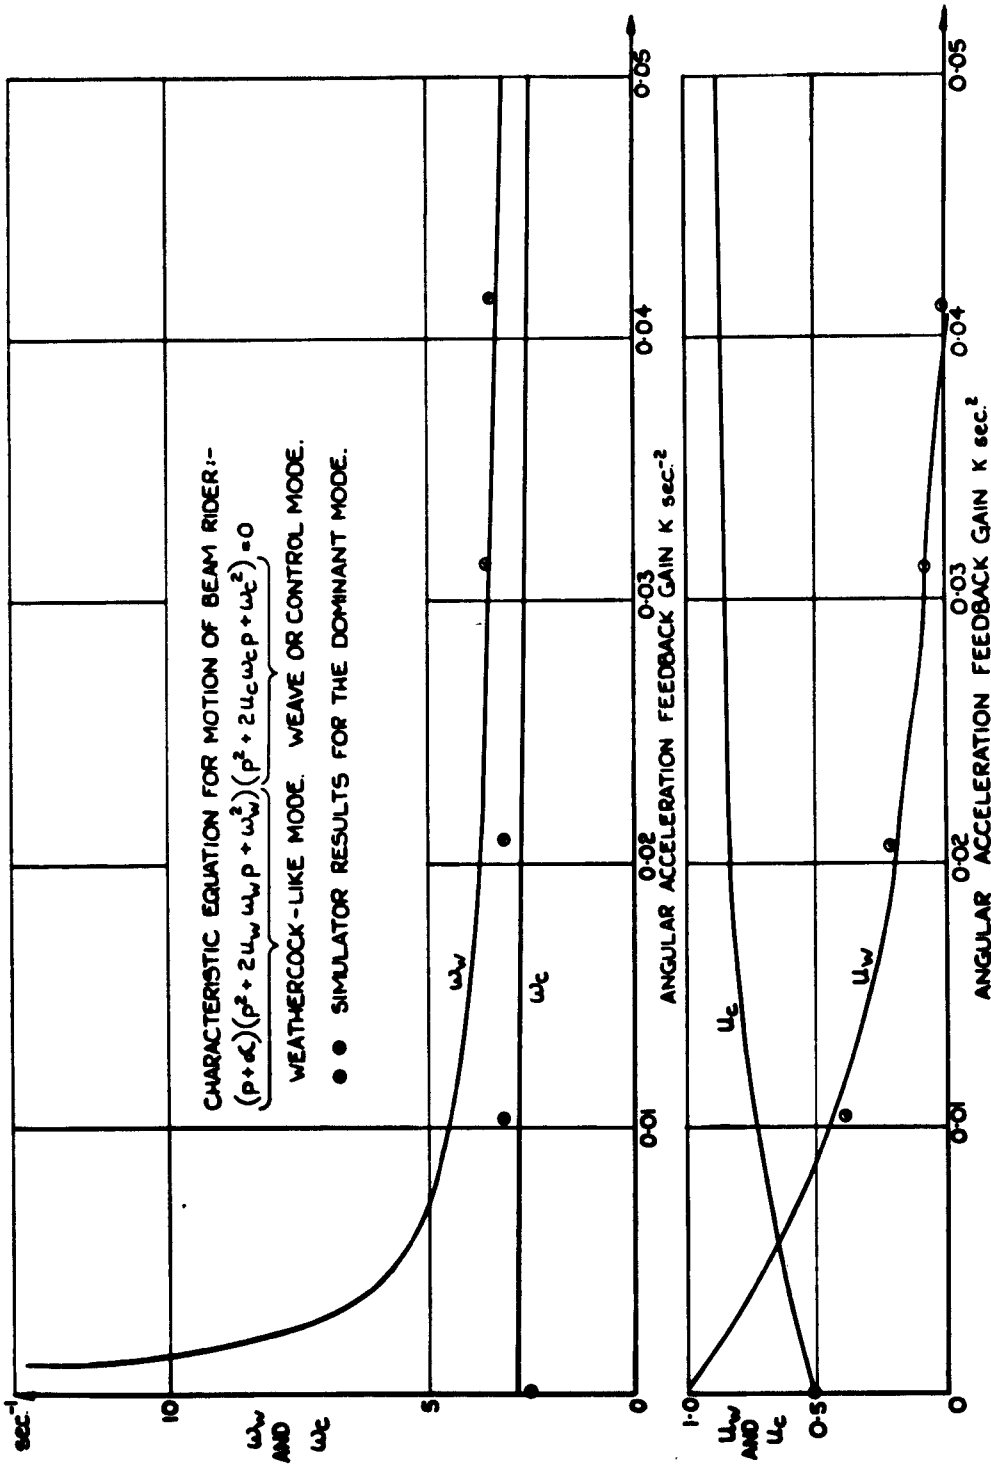 CHARACTERISTIC EQUATION FOR MOTION OF BEAM RIDER:-
(p+α)(p² + 2u_w ω_w p + ω_w²)(p² + 2u_c ω_c p + ω_c²) = 0
WEATHERCOCK-LIKE MODE. WEAVE OR CONTROL MODE.
● ● SIMULATOR RESULTS FOR THE DOMINANT MODE.
sec.⁻¹
10
ω_w
AND
ω_c
5
ω_w
ω_c
0
0·01
0·02
0·03
0·04
0·05
ANGULAR ACCELERATION FEEDBACK GAIN K sec.⁻²
1·0
u_w
AND
u_c
0·5
u_c
u_w
0
0·01
0·02
0·03
0·04
0·05
ANGULAR ACCELERATION FEEDBACK GAIN K sec.²